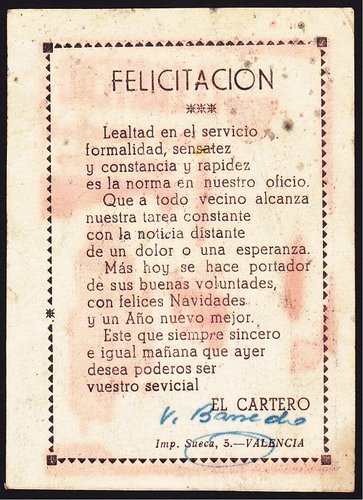 FELICITACION
***
Lealtad en el servicio
formalidad, sensatez
y constancia y rapidez
es la norma en nuestro oficio.
Que a todo vecino alcanza
nuestra tarea constante
con la noticia distante
de un dolor o una esperanza.
Más hoy se hace portador
de sus buenas voluntades,
con felices Navidades
y un Año nuevo mejor.
Este que siempre sincero
e igual mañana que ayer
desea poderos ser
vuestro sevicial
EL CARTERO
V. Barredo
Imp. Sueca, 5.—VALENCIA